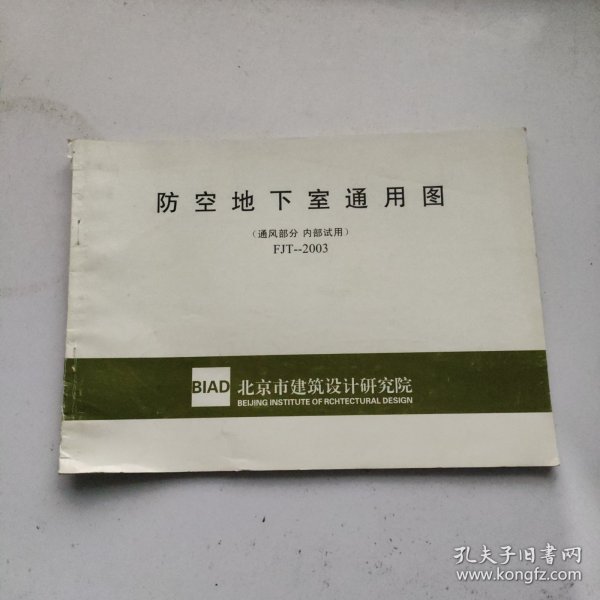 防空地下室通用图
（通风部分 内部试用）
FJT--2003
BIAD 北京市建筑设计研究院
BEIJING INSTITUTE OF RCHTECTURAL DESIGN
孔夫子旧书网
www.kongfz.com